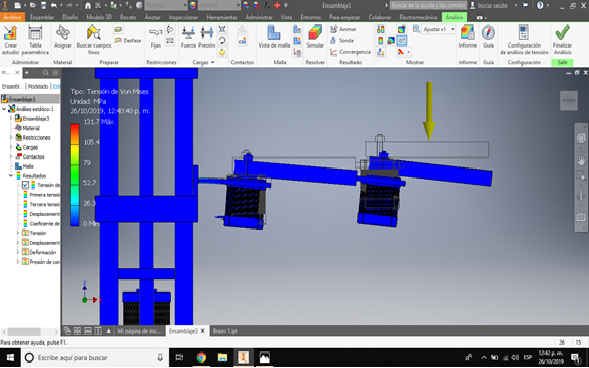 Ensamblaje3
Buscar en la ayuda y los coman
Iniciar sesión
Archivo Ensamblar Diseño Modelo 3D Boceto Anotar Inspeccionar Herramientas Administrar Vista Entornos Para empezar Colaborar Electromecánica Análisis
Crear estudio
Tabla paramétrica
Asignar
Buscar cuerpos finos
Desfase
Fijas
Fuerza
Presión
Vista de malla
Simular
Animar
Sonda
Convergencia
Ajustar x1
Informe
Guía
Configuración de análisis de tensión
Finalizar Análisis
Administrar Material Preparar Restricciones Cargas Contactos Malla Resolver Resultado Mostrar Informe Guía Configuración Salir
Ensambl... Modelado
Ensamblaje3
Análisis estático:1
Ensamblaje3
Material
Restricciones
Cargas
Contactos
Malla
Resultados
Tensión de
Primera tensión
Tercera tensión
Desplazamient
Coeficiente de
Tensión
Desplazamient
Deformación
Presión de con
Tipo: Tensión de Von Mises
Unidad: MPa
26/10/2019, 12:40:40 p. m.
131.7 Máx.
105.4
79
52.7
26.3
0 Mín
Mi página de inic...
Ensamblaje3 X
Brazo 1.ipt
Para obtener ayuda, pulse F1.
26 15
Escribe aquí para buscar
ESP
12:42 p. m.
26/10/2019